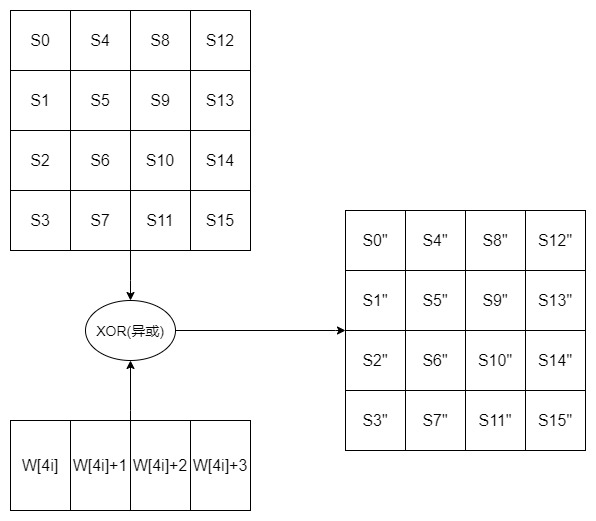 S0 S4 S8 S12
S1 S5 S9 S13
S2 S6 S10 S14
S3 S7 S11 S15
XOR(异或)
S0" S4" S8" S12"
S1" S5" S9" S13"
S2" S6" S10" S14"
S3" S7" S11" S15"
W[4i] W[4i]+1 W[4i]+2 W[4i]+3